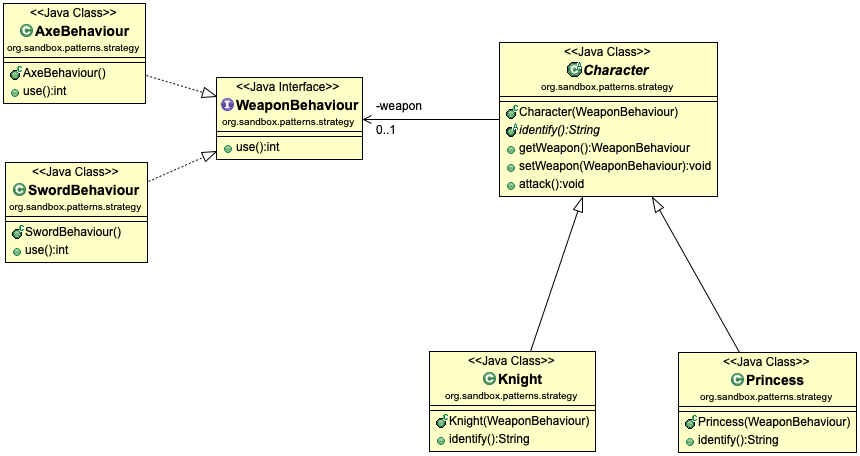 <<Java Class>>
AxeBehaviour
org.sandbox.patterns.strategy
AxeBehaviour()
use():int
<<Java Interface>>
WeaponBehaviour
org.sandbox.patterns.strategy
use():int
-weapon
0..1
<<Java Class>>
Character
org.sandbox.patterns.strategy
Character(WeaponBehaviour)
identify():String
getWeapon():WeaponBehaviour
setWeapon(WeaponBehaviour):void
attack():void
<<Java Class>>
SwordBehaviour
org.sandbox.patterns.strategy
SwordBehaviour()
use():int
<<Java Class>>
Knight
org.sandbox.patterns.strategy
Knight(WeaponBehaviour)
identify():String
<<Java Class>>
Princess
org.sandbox.patterns.strategy
Princess(WeaponBehaviour)
identify():String